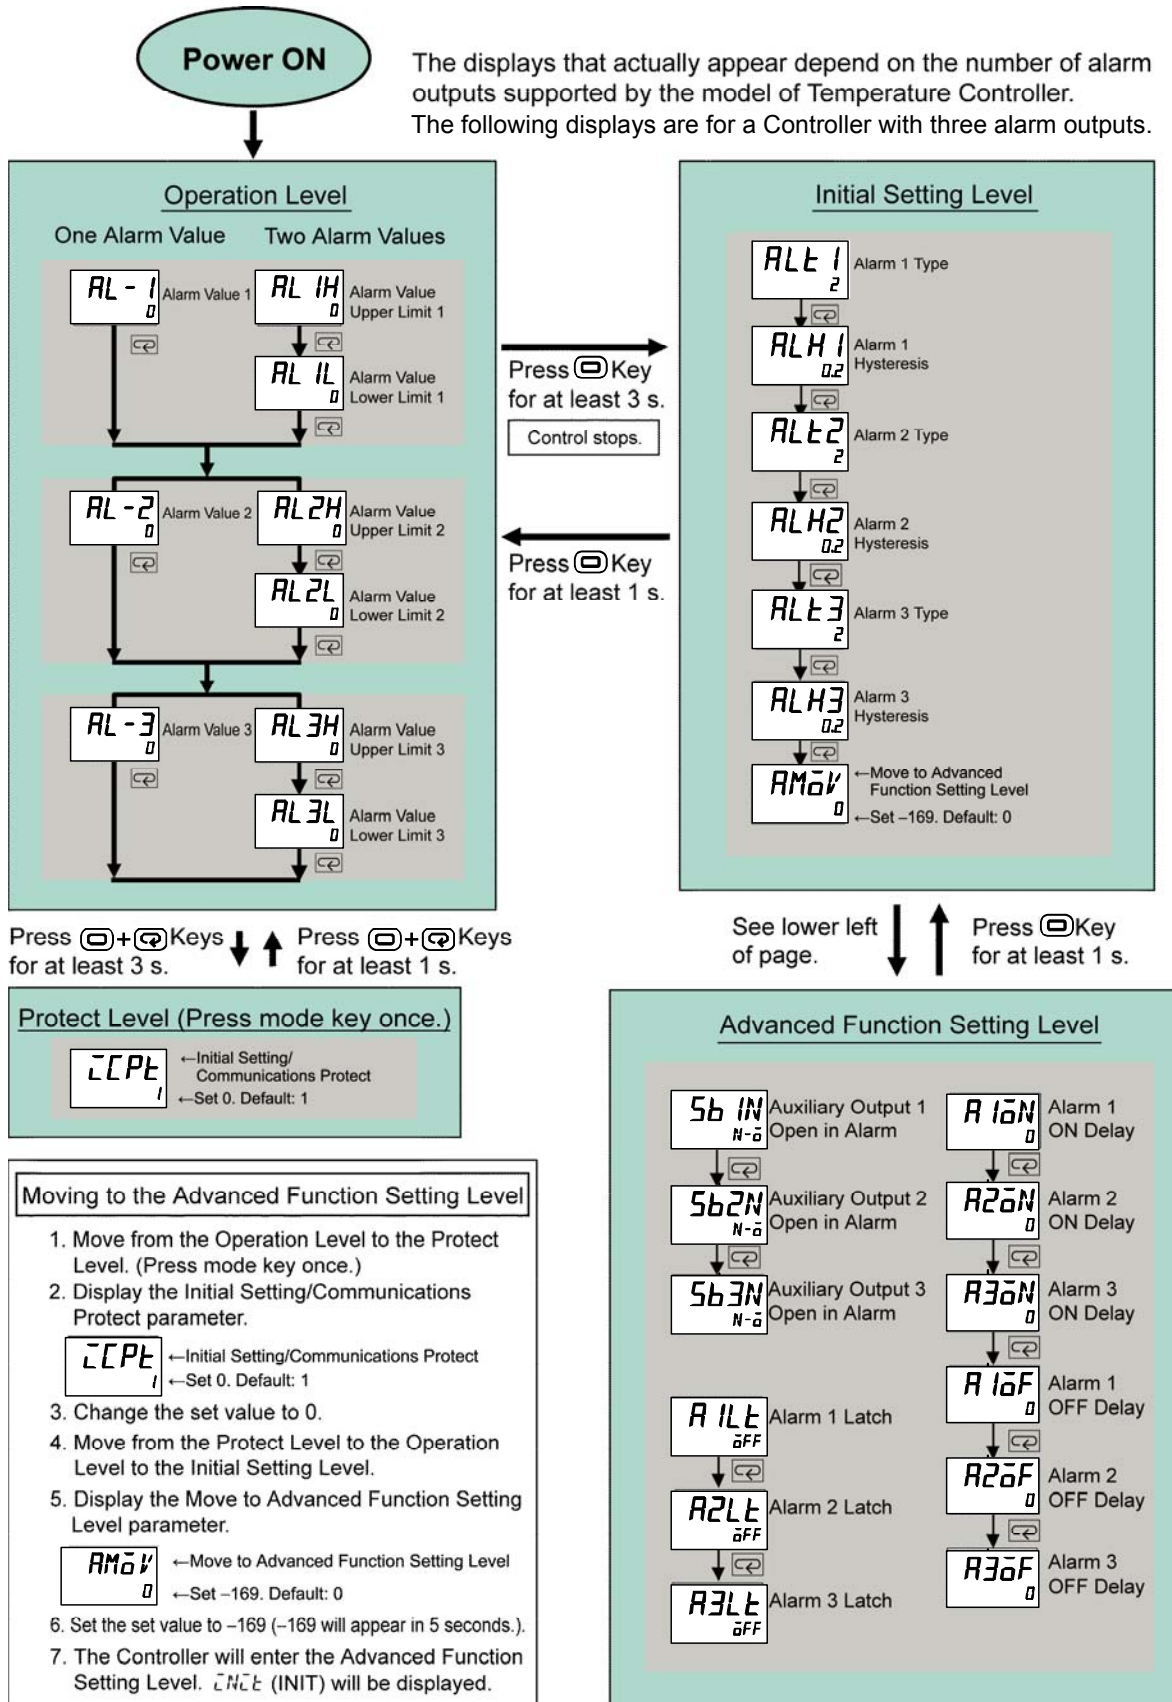 Power ON
The displays that actually appear depend on the number of alarm
outputs supported by the model of Temperature Controller.
The following displays are for a Controller with three alarm outputs.
Operation Level
One Alarm Value
Two Alarm Values
AL-1
0
Alarm Value 1
AL 1H
0
Alarm Value
Upper Limit 1
AL 1L
0
Alarm Value
Lower Limit 1
AL-2
0
Alarm Value 2
AL2H
0
Alarm Value
Upper Limit 2
AL2L
0
Alarm Value
Lower Limit 2
AL-3
0
Alarm Value 3
AL3H
0
Alarm Value
Upper Limit 3
AL3L
0
Alarm Value
Lower Limit 3
Press Key
for at least 3 s.
Control stops.
Press Key
for at least 1 s.
Initial Setting Level
ALt1
2
Alarm 1 Type
ALH1
0.2
Alarm 1
Hysteresis
ALt2
2
Alarm 2 Type
ALH2
0.2
Alarm 2
Hysteresis
ALt3
2
Alarm 3 Type
ALH3
0.2
Alarm 3
Hysteresis
AMoV
0
←Move to Advanced
Function Setting Level
←Set –169. Default: 0
Press + Keys
for at least 3 s.
Press + Keys
for at least 1 s.
See lower left
of page.
Press Key
for at least 1 s.
Protect Level (Press mode key once.)
iCPt
1
←Initial Setting/
Communications Protect
←Set 0. Default: 1
Moving to the Advanced Function Setting Level
1. Move from the Operation Level to the Protect
Level. (Press mode key once.)
2. Display the Initial Setting/Communications
Protect parameter.
iCPt
1
←Initial Setting/Communications Protect
←Set 0. Default: 1
3. Change the set value to 0.
4. Move from the Protect Level to the Operation
Level to the Initial Setting Level.
5. Display the Move to Advanced Function Setting
Level parameter.
AMoV
0
←Move to Advanced Function Setting Level
←Set –169. Default: 0
6. Set the set value to –169 (–169 will appear in 5 seconds.).
7. The Controller will enter the Advanced Function
Setting Level. iNit (INIT) will be displayed.
Advanced Function Setting Level
Sb1N
N-o
Auxiliary Output 1
Open in Alarm
Sb2N
N-o
Auxiliary Output 2
Open in Alarm
Sb3N
N-o
Auxiliary Output 3
Open in Alarm
A1Lt
oFF
Alarm 1 Latch
A2Lt
oFF
Alarm 2 Latch
A3Lt
oFF
Alarm 3 Latch
A1oN
0
Alarm 1
ON Delay
A2oN
0
Alarm 2
ON Delay
A3oN
0
Alarm 3
ON Delay
A1oF
0
Alarm 1
OFF Delay
A2oF
0
Alarm 2
OFF Delay
A3oF
0
Alarm 3
OFF Delay